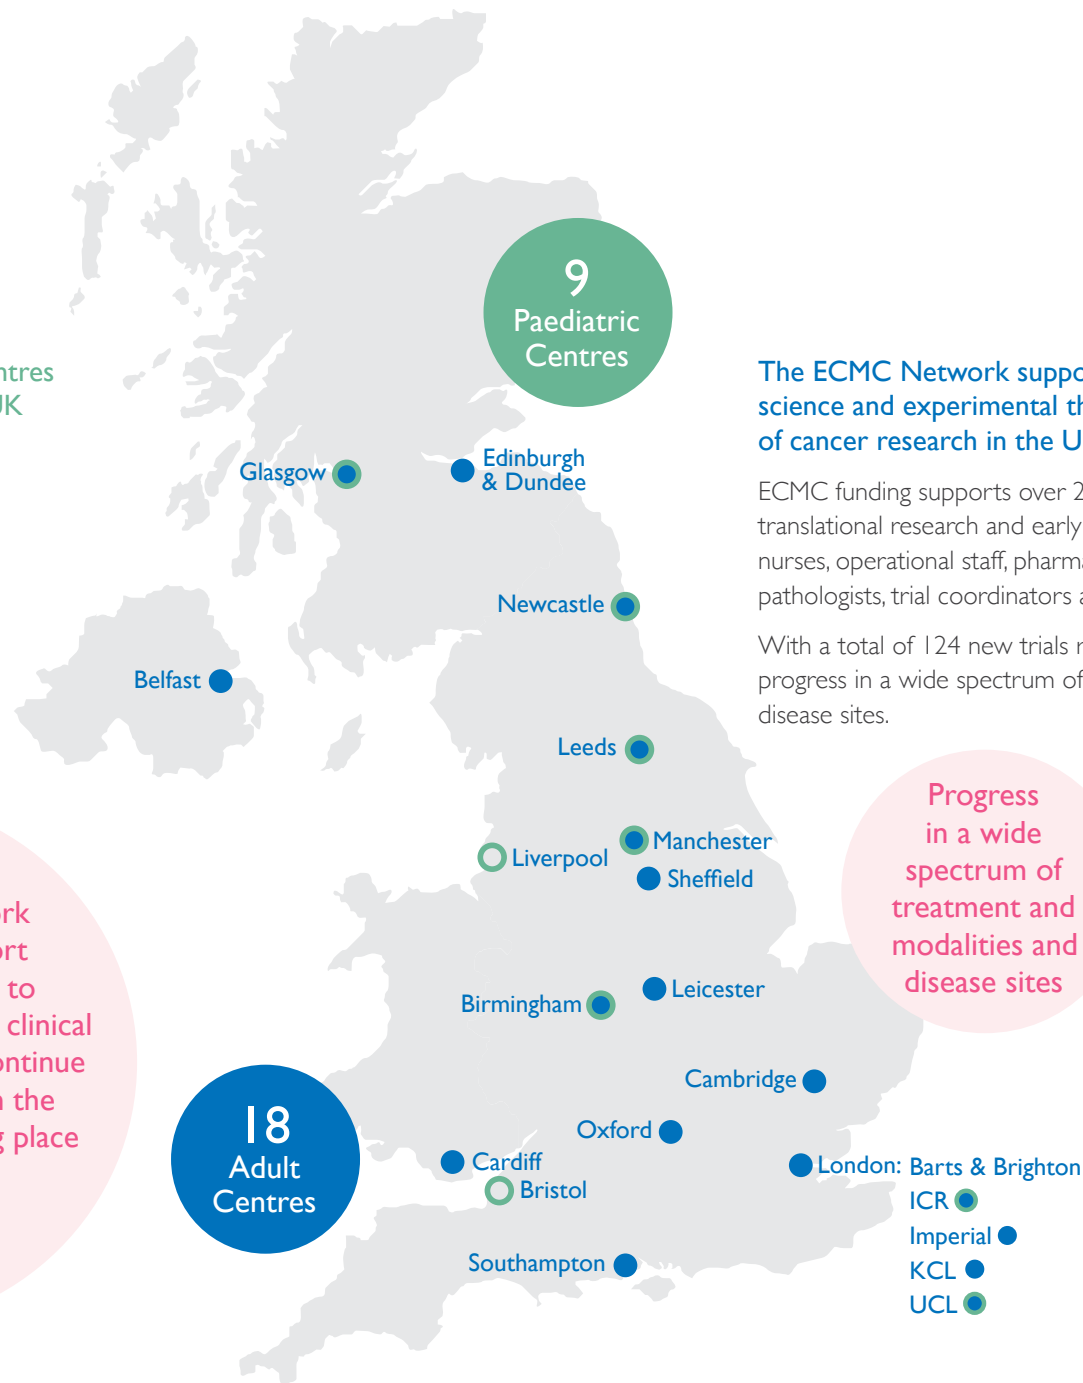 9
Paediatric
Centres
ntres
UK
The ECMC Network suppo
science and experimental th
of cancer research in the U
ECMC funding supports over 2
translational research and early
nurses, operational staff, pharma
pathologists, trial coordinators a
With a total of 124 new trials
progress in a wide spectrum of
disease sites.
Glasgow
Edinburgh
& Dundee
Newcastle
Belfast
Leeds
Manchester
Liverpool
Sheffield
Progress
in a wide
spectrum of
treatment and
modalities and
disease sites
rk
ort
to
clinical
ontinue
n the
g place
Birmingham
Leicester
Cambridge
Oxford
18
Adult
Centres
Cardiff
Bristol
Southampton
London: Barts & Brighton
ICR
Imperial
KCL
UCL